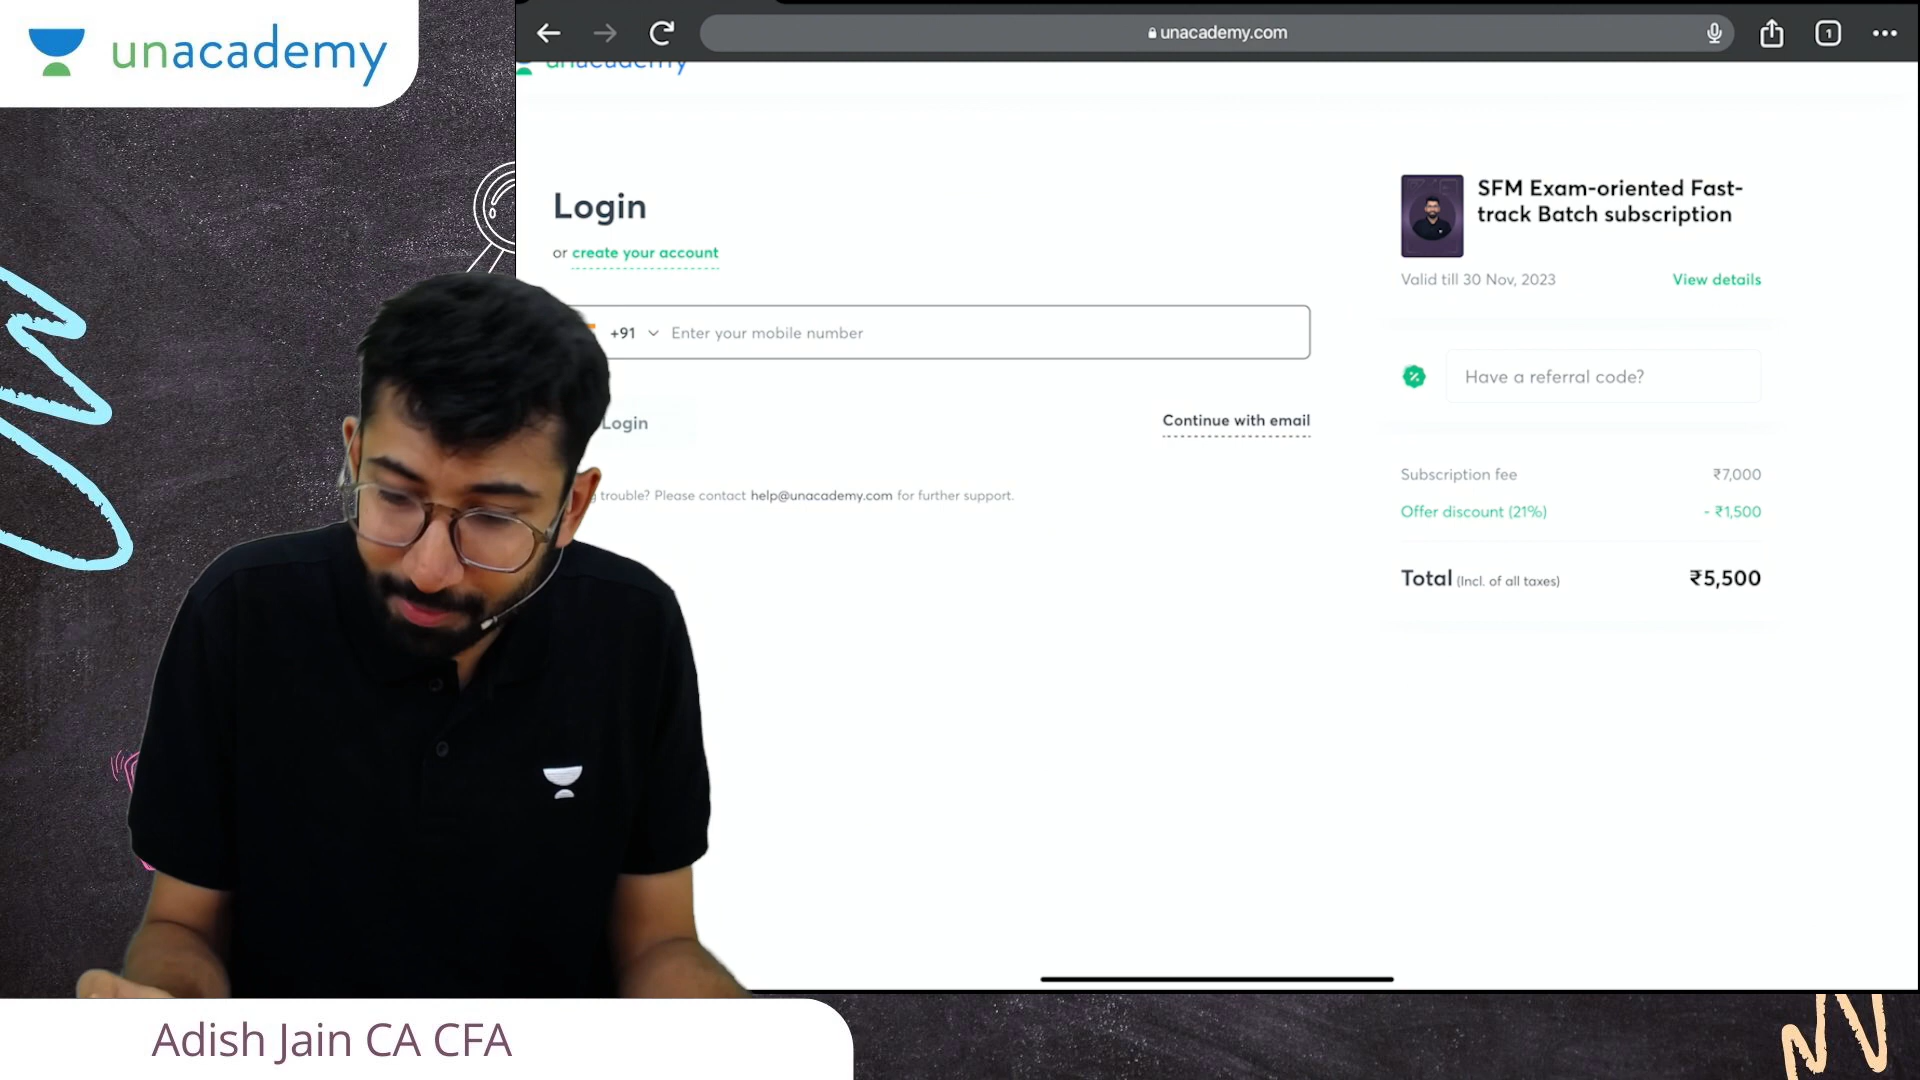 unacademy
unacademy.com
1
unacademy
Login
or create your account
+91 Enter your mobile number
Login
Continue with email
trouble? Please contact help@unacademy.com for further support.
SFM Exam-oriented Fast-
track Batch subscription
Valid till 30 Nov, 2023
View details
Have a referral code?
Subscription fee
₹7,000
Offer discount (21%)
- ₹1,500
Total (Incl. of all taxes)
₹5,500
Adish Jain CA CFA